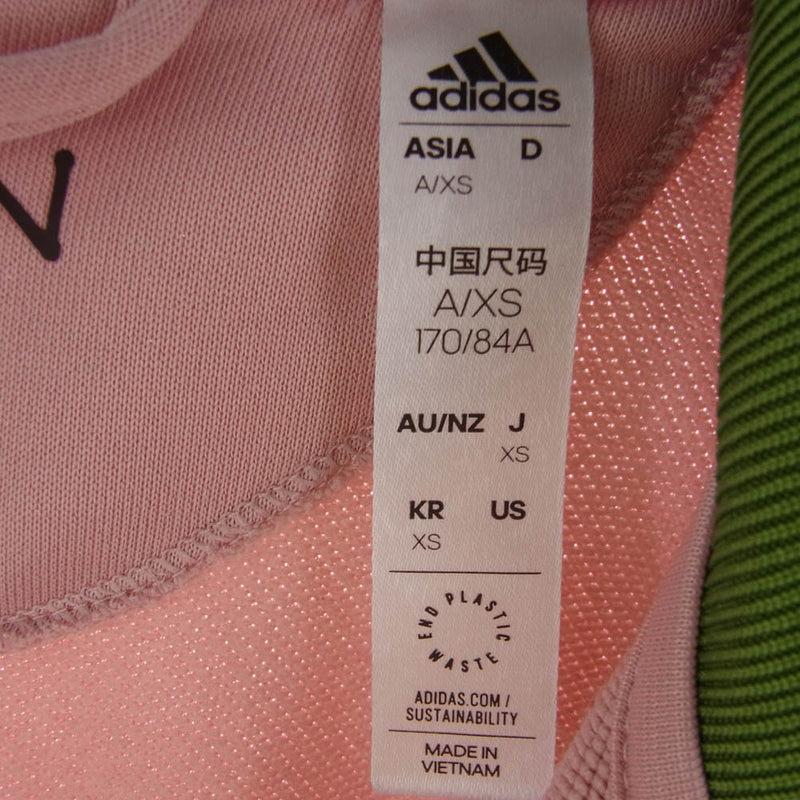 adidas
ASIA D
A/XS
中国尺码
A/XS
170/84A
AU/NZ J
XS
KR US
XS
END PLASTIC WASTE
ADIDAS.COM /
SUSTAINABILITY
MADE IN
VIETNAM